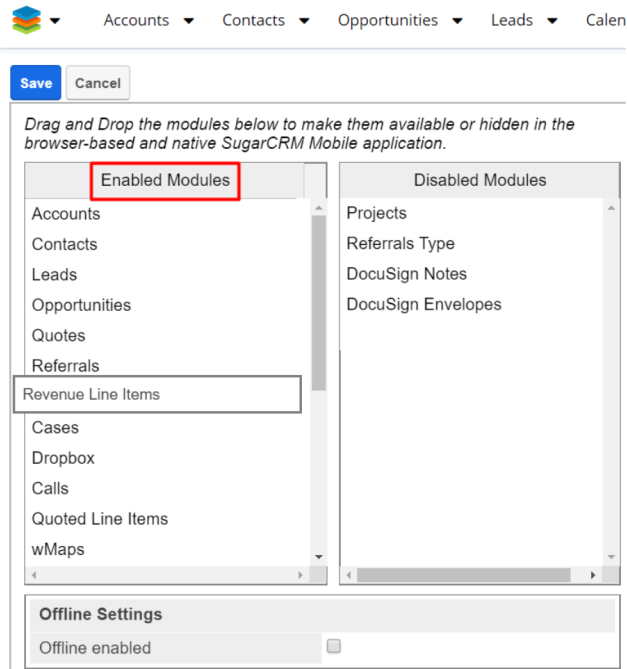 Accounts Contacts Opportunities Leads Calen
Save Cancel
Drag and Drop the modules below to make them available or hidden in the
browser-based and native SugarCRM Mobile application.
Enabled Modules
Accounts
Contacts
Leads
Opportunities
Quotes
Referrals
Revenue Line Items
Cases
Dropbox
Calls
Quoted Line Items
wMaps
Disabled Modules
Projects
Referrals Type
DocuSign Notes
DocuSign Envelopes
Offline Settings
Offline enabled